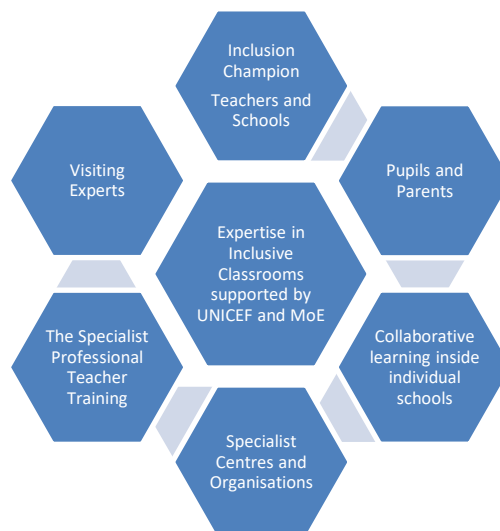 Inclusion
Champion
Teachers and
Schools
Visiting
Experts
Pupils and
Parents
Expertise in
Inclusive
Classrooms
supported by
UNICEF and MoE
The Specialist
Professional
Teacher
Training
Collaborative
learning inside
individual
schools
Specialist
Centres and
Organisations